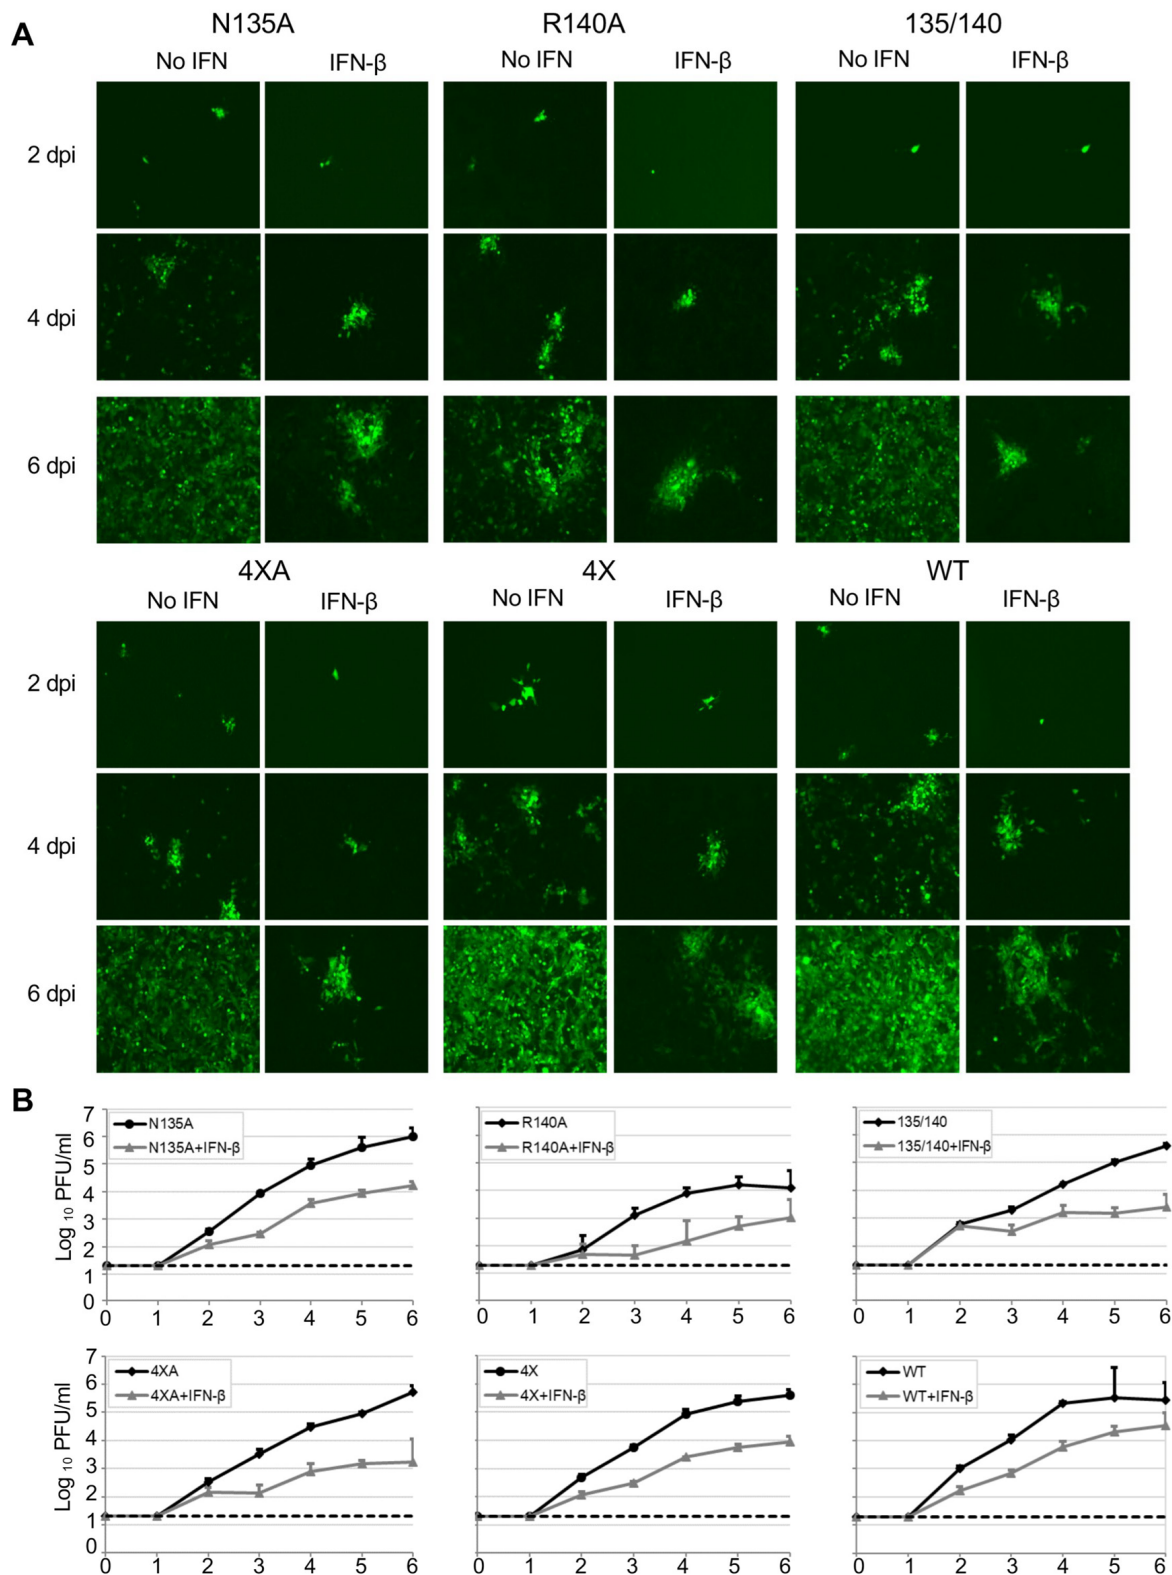 A
N135A R140A 135/140
No IFN IFN-β No IFN IFN-β No IFN IFN-β
2 dpi
4 dpi
6 dpi
4XA 4X WT
No IFN IFN-β No IFN IFN-β No IFN IFN-β
2 dpi
4 dpi
6 dpi
B
Log 10 PFU/ml
7
6
5
4
3
2
1
0
N135A
N135A+IFN-β
0 1 2 3 4 5 6
R140A
R140A+IFN-β
0 1 2 3 4 5 6
135/140
135/140+IFN-β
0 1 2 3 4 5 6
Log 10 PFU/ml
7
6
5
4
3
2
1
0
4XA
4XA+IFN-β
0 1 2 3 4 5 6
4X
4X+IFN-β
0 1 2 3 4 5 6
WT
WT+IFN-β
0 1 2 3 4 5 6